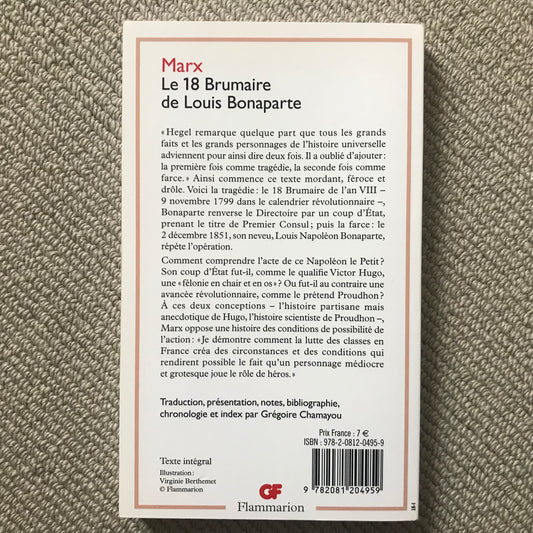 Marx
Le 18 Brumaire
de Louis Bonaparte
« Hegel remarque quelque part que tous les grands
faits et les grands personnages de l'histoire universelle
adviennent pour ainsi dire deux fois. Il a oublié d'ajouter :
la première fois comme tragédie, la seconde fois comme
farce. » Ainsi commence ce texte mordant, féroce et
drôle. Voici la tragédie : le 18 Brumaire de l'an VIII –
9 novembre 1799 dans le calendrier révolutionnaire –,
Bonaparte renverse le Directoire par un coup d'État,
prenant le titre de Premier Consul ; puis la farce : le
2 décembre 1851, son neveu, Louis Napoléon Bonaparte,
répète l'opération.
Comment comprendre l'acte de ce Napoléon le Petit ?
Son coup d'État fut-il, comme le qualifie Victor Hugo,
une « félonie en chair et en os » ? Ou fut-il au contraire une
avancée révolutionnaire, comme le prétend Proudhon ?
À ces deux conceptions – l'histoire partisane mais
anecdotique de Hugo, l'histoire scientiste de Proudhon –,
Marx oppose une histoire des conditions de possibilité de
l'action : « Je démontre comment la lutte des classes en
France créa des circonstances et des conditions qui
rendirent possible le fait qu'un personnage médiocre
et grotesque joue le rôle de héros. »
Traduction, présentation, notes, bibliographie,
chronologie et index par Grégoire Chamayou
Prix France : 7 €
ISBN : 978-2-0812-0495-9
Texte intégral
Illustration :
Virginie Berthemet
© Flammarion
GF
Flammarion
9 782081 204959